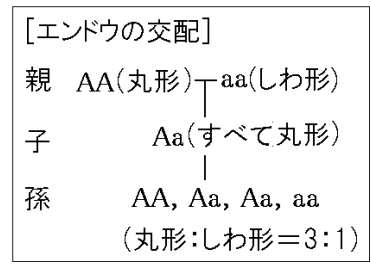 [エンドウの交配]
親 AA(丸形)┬aa(しわ形)
子 Aa(すべて丸形)
孫 AA, Aa, Aa, aa
(丸形:しわ形=3:1)